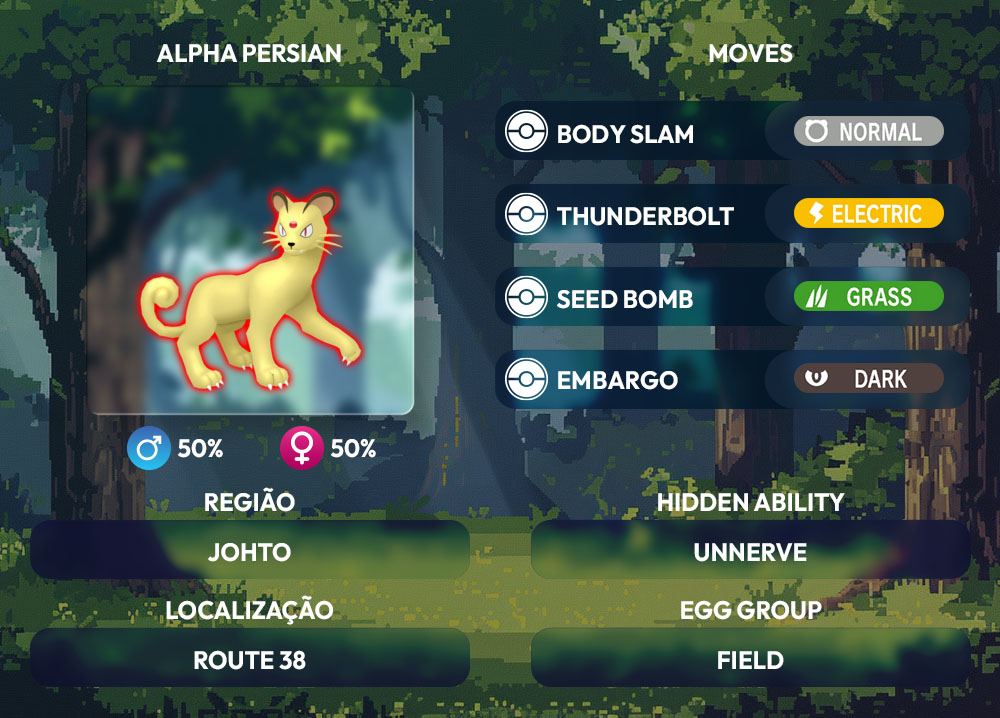 ALPHA PERSIAN
50%
50%
REGIÃO
JOHTO
LOCALIZAÇÃO
ROUTE 38
MOVES
BODY SLAM
NORMAL
THUNDERBOLT
ELECTRIC
SEED BOMB
GRASS
EMBARGO
DARK
HIDDEN ABILITY
UNNERVE
EGG GROUP
FIELD